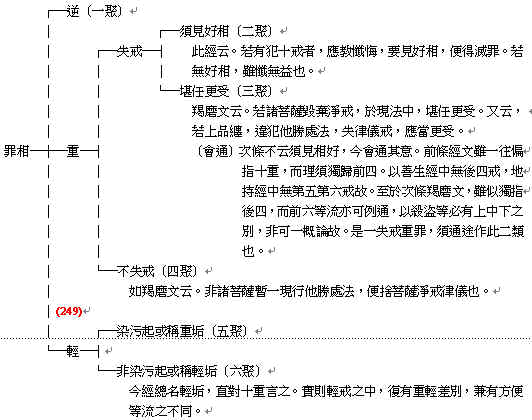 逆〔一聚〕
須見好相〔二聚〕
失戒
此經云。若有犯十戒者，應教懺悔，要見好相，便得滅罪。若
無好相，雖懺無益也。
堪任更受〔三聚〕
羯磨文云。若諸菩薩毀棄淨戒，於現法中，堪任更受。又云，
若上品纏，違犯他勝處法，失律儀戒，應當更受。
罪相
重
〔會通〕次條不云須見相好，今會通其意。前條經文雖一往徧
指十重，而理須獨歸前四。以善生經中無後四戒，地
持經中無第五第六戒故。至於次條羯磨文，雖似獨指
後四，而前六等流亦可例通，以殺盜等必有上中下之
別，非可一概論故。是一失戒重罪，須通途作此二類
也。
不失戒〔四聚〕
如羯磨文云。非諸菩薩暫一現行他勝處法，便捨菩薩淨戒律儀也。
(249)
染污起或稱重垢〔五聚〕
輕
非染污起或稱輕垢〔六聚〕
今經總名輕垢，直對十重言之。實則輕戒之中，復有重輕差別，兼有方便
等流之不同。